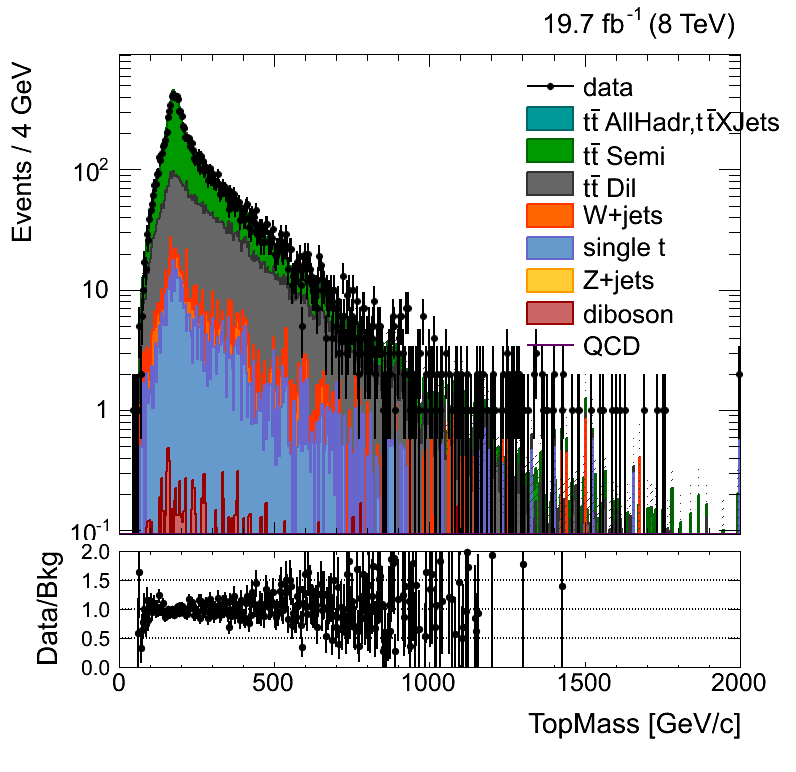 19.7 fb⁻¹ (8 TeV)
Events / 4 GeV
10²
10
1
10⁻¹
data
tt̄ AllHadr,tt̄XJets
tt̄ Semi
tt̄ Dil
W+jets
single t
Z+jets
diboson
QCD
Data/Bkg
2.0
1.5
1.0
0.5
0.0
0 500 1000 1500 2000
TopMass [GeV/c]